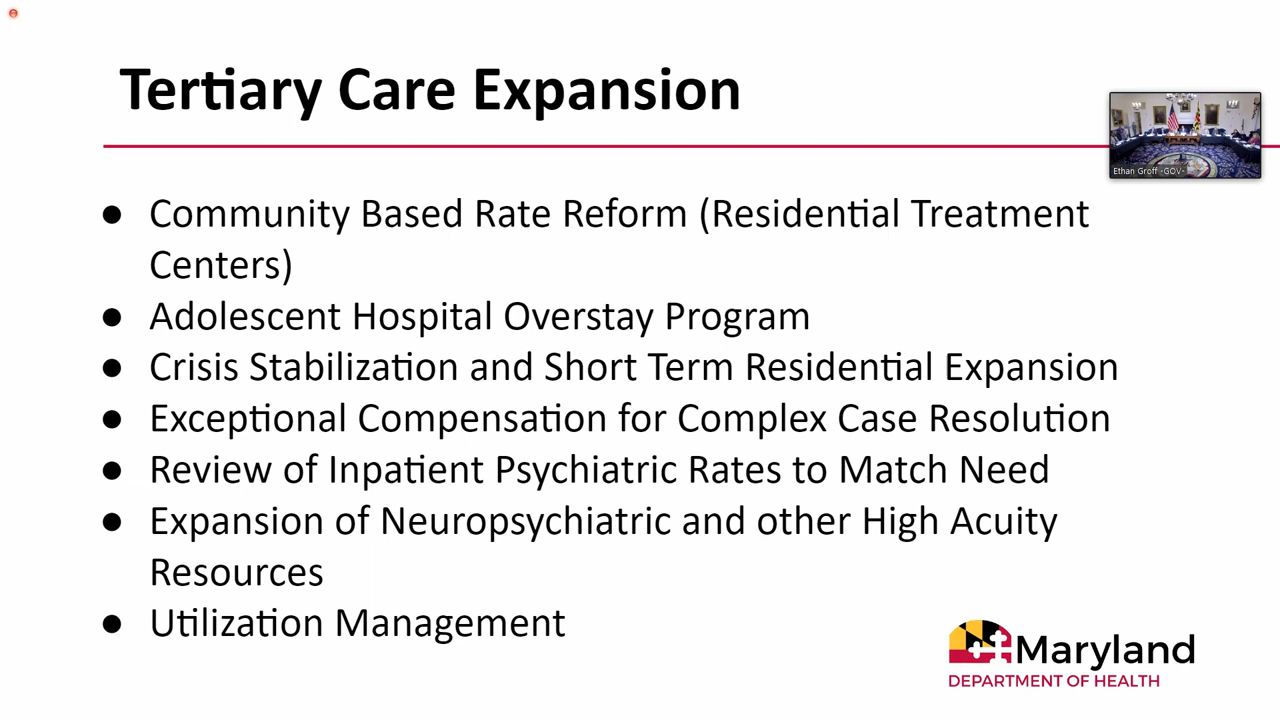 Tertiary Care Expansion
Ethan Groff -GOV-
● Community Based Rate Reform (Residential Treatment
Centers)
● Adolescent Hospital Overstay Program
● Crisis Stabilization and Short Term Residential Expansion
● Exceptional Compensation for Complex Case Resolution
● Review of Inpatient Psychiatric Rates to Match Need
● Expansion of Neuropsychiatric and other High Acuity
Resources
● Utilization Management
Maryland
DEPARTMENT OF HEALTH